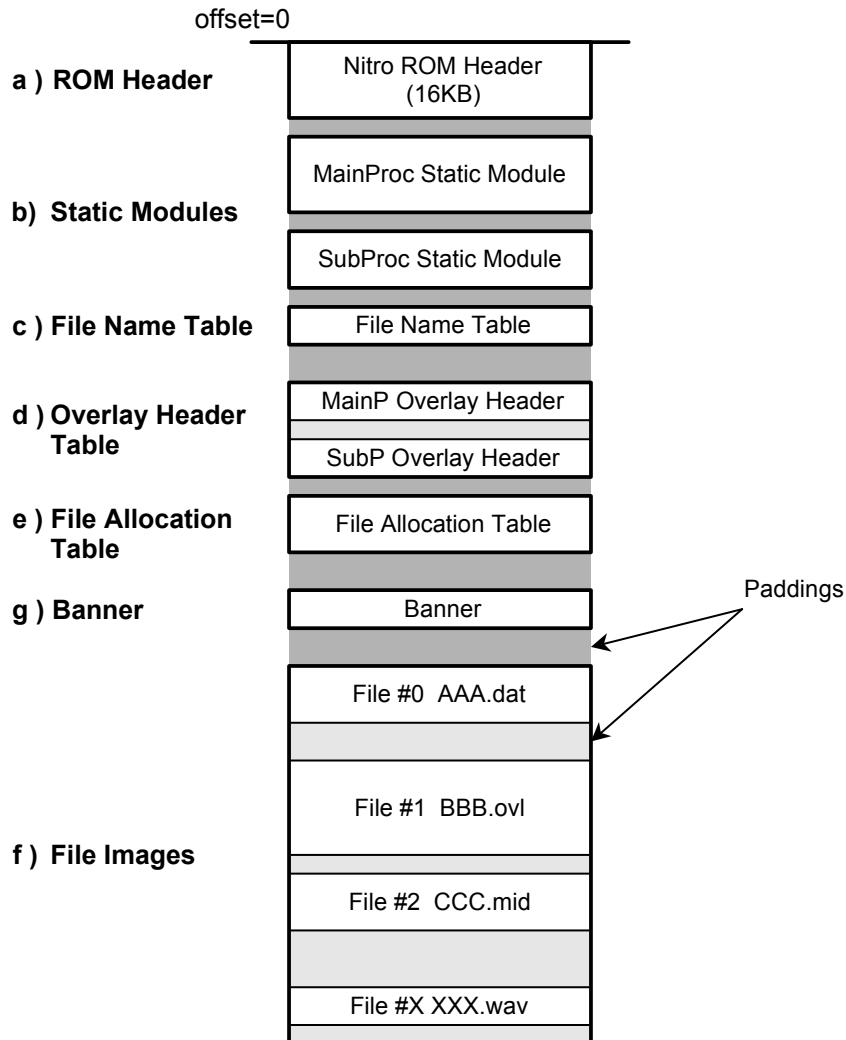 offset=0
a ) ROM Header
Nitro ROM Header
(16KB)
b) Static Modules
MainProc Static Module
SubProc Static Module
c ) File Name Table
File Name Table
d ) Overlay Header
Table
MainP Overlay Header
SubP Overlay Header
e ) File Allocation
Table
File Allocation Table
g ) Banner
Banner
Paddings
f ) File Images
File #0 AAA.dat
File #1 BBB.ovl
File #2 CCC.mid
File #X XXX.wav